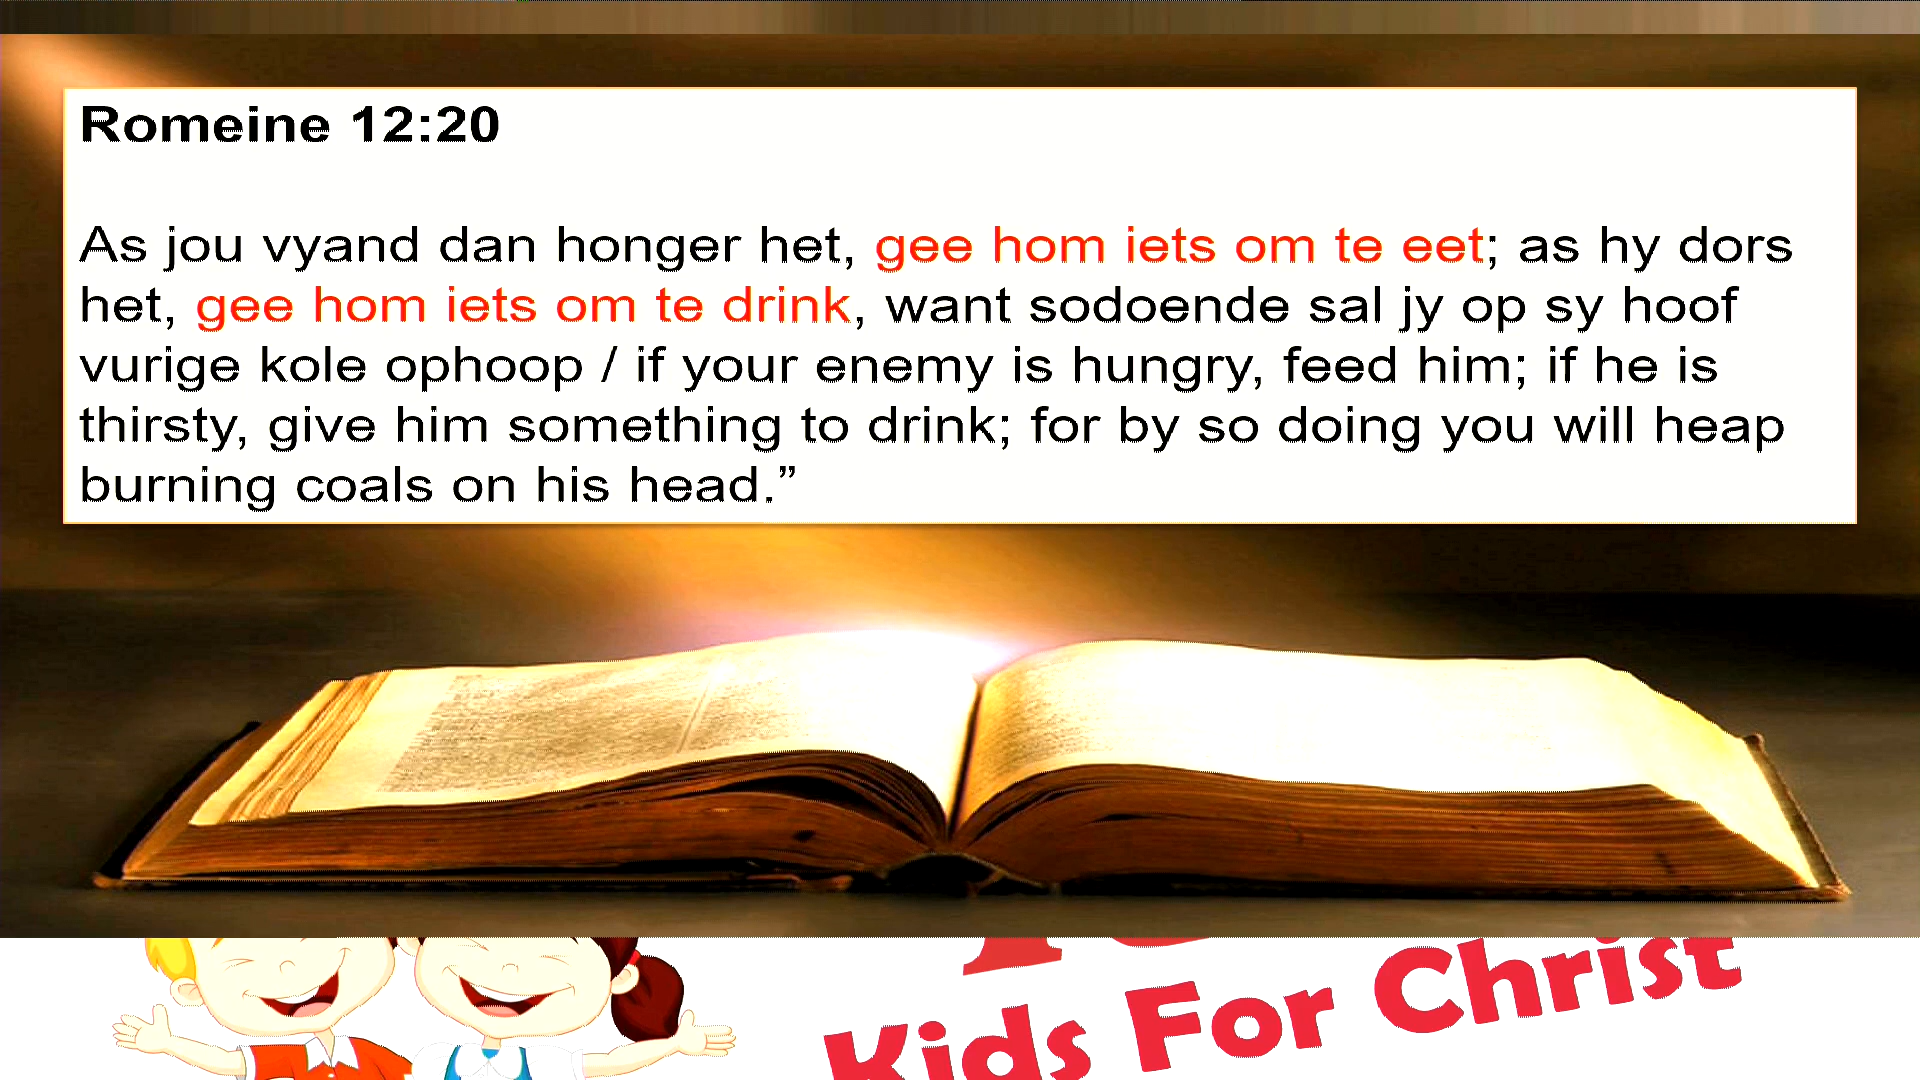 Romeine 12:20
As jou vyand dan honger het, gee hom iets om te eet; as hy dors
het, gee hom iets om te drink, want sodoende sal jy op sy hoof
vurige kole ophoop / if your enemy is hungry, feed him; if he is
thirsty, give him something to drink; for by so doing you will heap
burning coals on his head.”
Kids For Christ